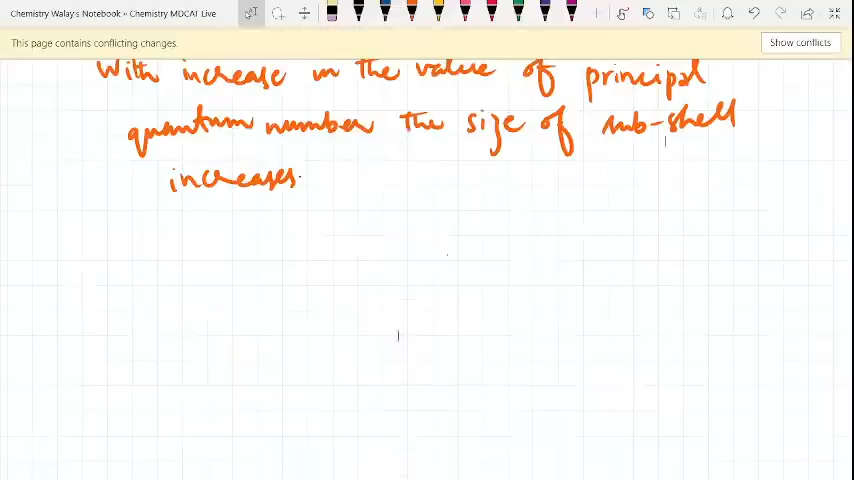 Chemistry Walay's Notebook » Chemistry MDCAT Live
This page contains conflicting changes.
Show conflicts
With increase in the value of principal
quantum number the size of sub-shell
increases.